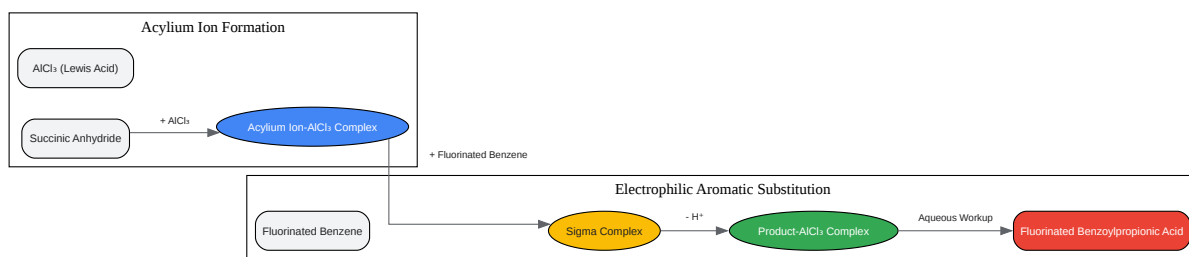 Acylium Ion Formation
AlCl₃ (Lewis Acid)
Succinic Anhydride
+ AlCl₃
Acylium Ion-AlCl₃ Complex
+ Fluorinated Benzene
Electrophilic Aromatic Substitution
Fluorinated Benzene
Sigma Complex
- H⁺
Product-AlCl₃ Complex
Aqueous Workup
Fluorinated Benzoylpropionic Acid